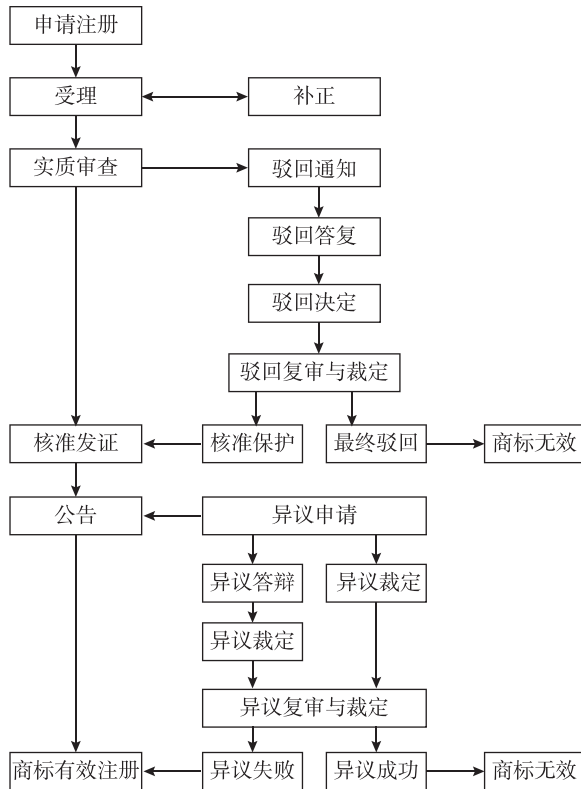 申请注册
受理
补正
实质审查
驳回通知
驳回答复
驳回决定
驳回复审与裁定
核准发证
核准保护
最终驳回
商标无效
公告
异议申请
异议答辩
异议裁定
异议裁定
异议复审与裁定
商标有效注册
异议失败
异议成功
商标无效